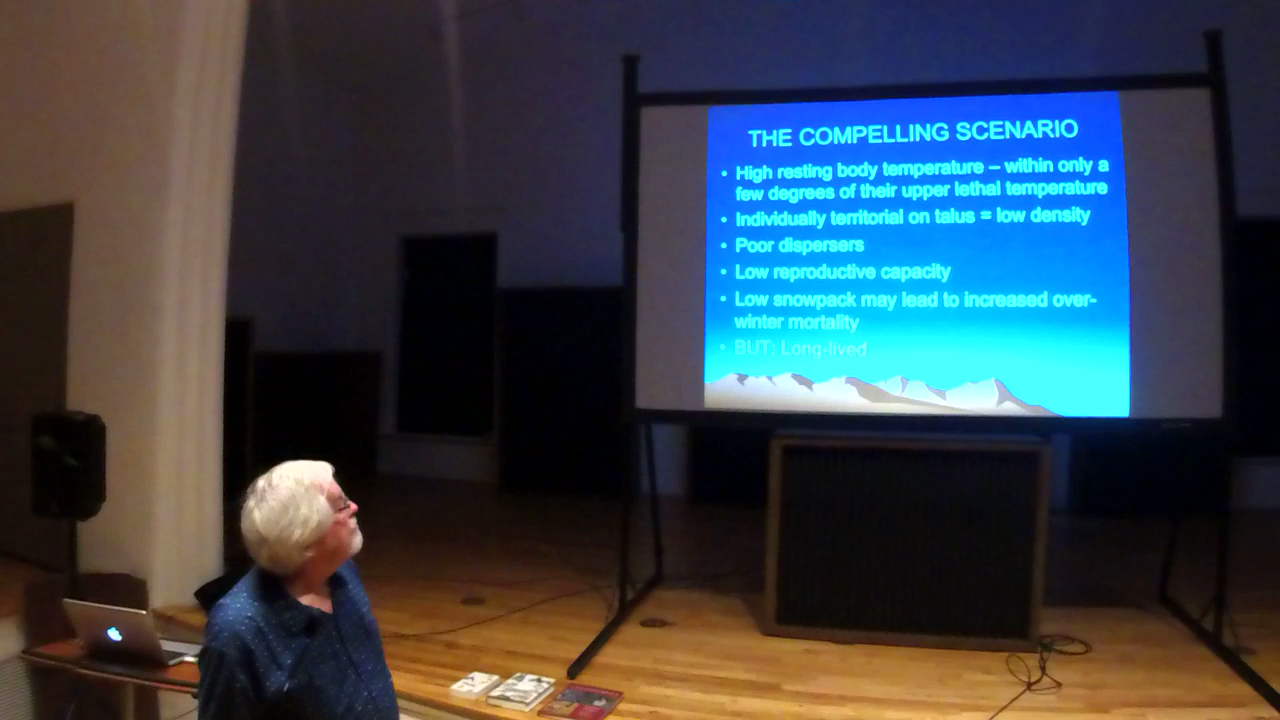 THE COMPELLING SCENARIO
• High resting body temperature – within only a
few degrees of their upper lethal temperature
• Individually territorial on talus = low density
• Poor dispersers
• Low reproductive capacity
• Low snowpack may lead to increased over-
winter mortality
• BUT: Long-lived